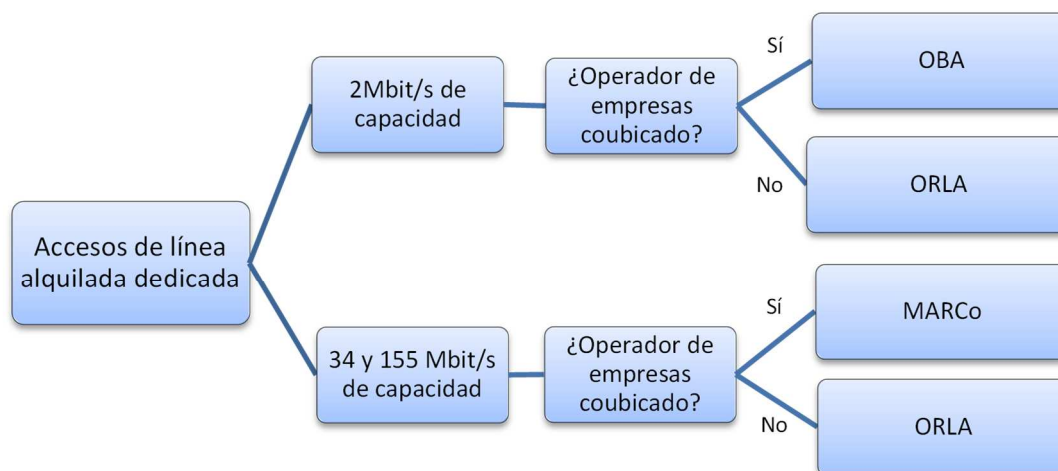 Accesos de línea
alquilada dedicada
2Mbit/s de
capacidad
¿Operador de
empresas
coubicado?
Sí
OBA
No
ORLA
34 y 155 Mbit/s
de capacidad
¿Operador de
empresas
coubicado?
Sí
MARCo
No
ORLA